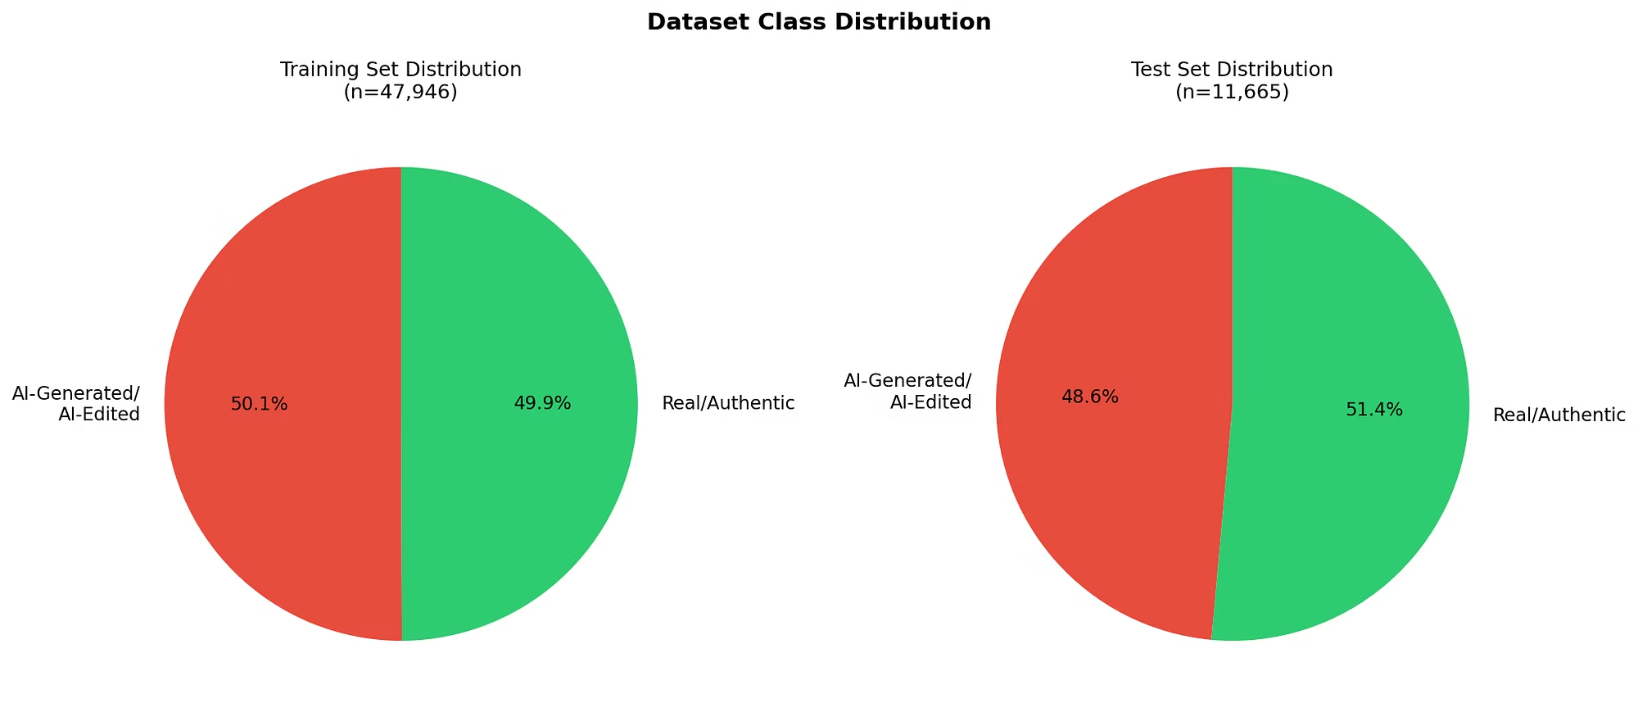 Dataset Class Distribution
Training Set Distribution
(n=47,946)
AI-Generated/
AI-Edited
50.1%
49.9%
Real/Authentic
Test Set Distribution
(n=11,665)
AI-Generated/
AI-Edited
48.6%
51.4%
Real/Authentic